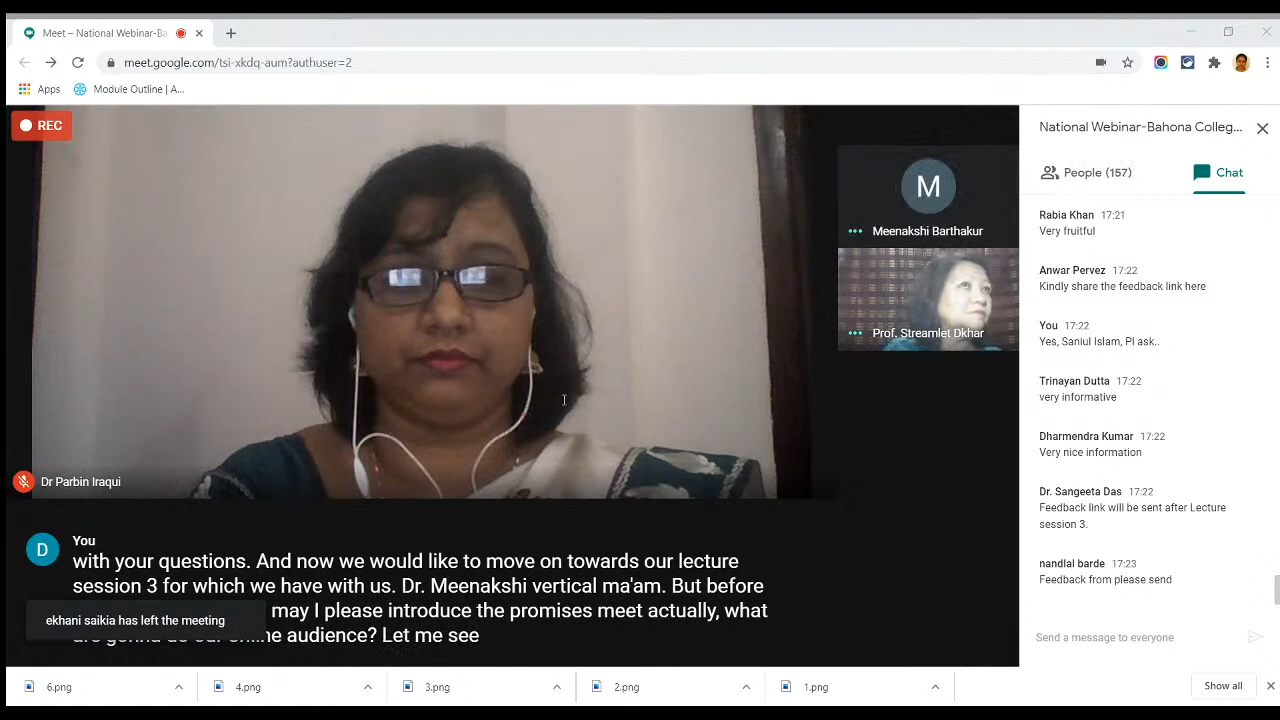 Meet – National Webinar-Ba
meet.google.com/tsi-xkdq-aum?authuser=2
Apps
Module Outline | A...
REC
M
Meenakshi Barthakur
Prof. Streamlet Dkhar
Dr Parbin Iraqui
D
You
with your questions. And now we would like to move on towards our lecture
session 3 for which we have with us. Dr. Meenakshi vertical ma'am. But before
may I please introduce the promises meet actually, what
online audience? Let me see
ekhani saikia has left the meeting
National Webinar-Bahona Colleg...
People (157)
Chat
Rabia Khan 17:21
Very fruitful
Anwar Pervez 17:22
Kindly share the feedback link here
You 17:22
Yes, Saniul Islam, Pl ask..
Trinayan Dutta 17:22
very informative
Dharmendra Kumar 17:22
Very nice information
Dr. Sangeeta Das 17:22
Feedback link will be sent after Lecture
session 3.
nandlal barde 17:23
Feedback from please send
Send a message to everyone
6.png
4.png
3.png
2.png
1.png
Show all